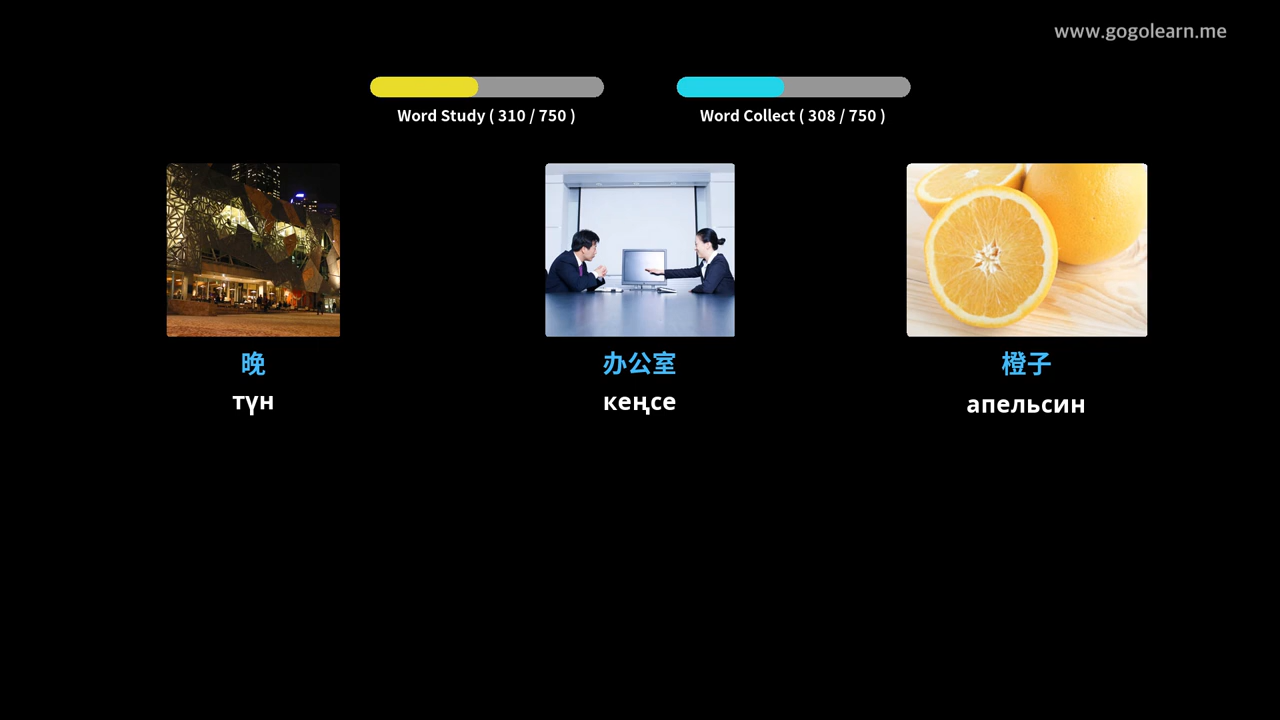 www.gogolearn.me
Word Study ( 310 / 750 )
Word Collect ( 308 / 750 )
晚
办公室
橙子
түн
кеңсе
апельсин